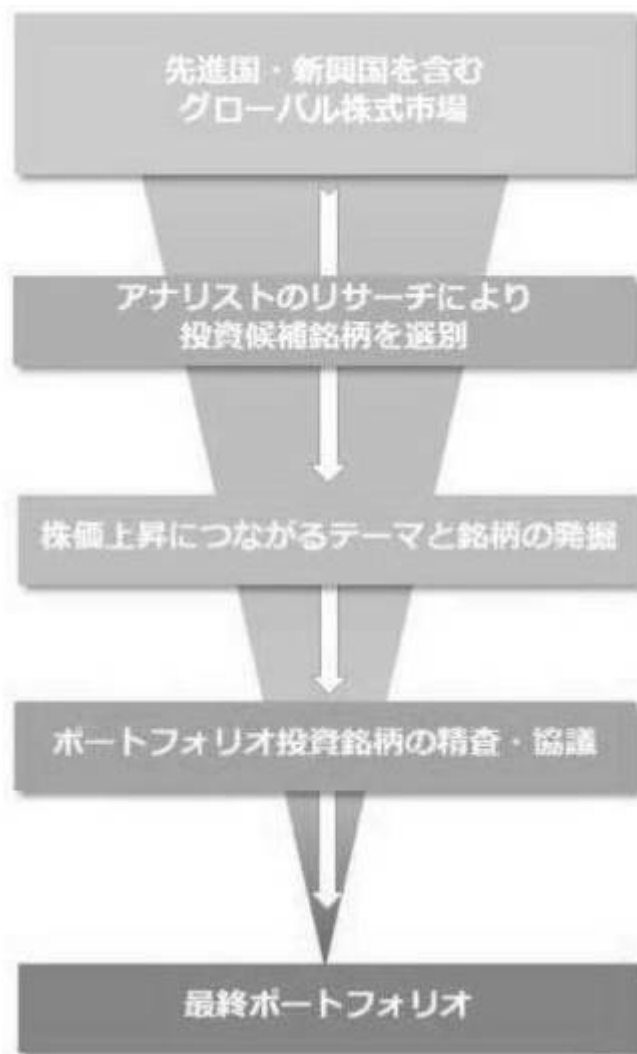 先進国・新興国を含む
グローバル株式市場
アナリストのリサーチにより
投資候補銘柄を選別
株価上昇につながるテーマと銘柄の発掘
ポートフォリオ投資銘柄の精査・協議
最終ポートフォリオ